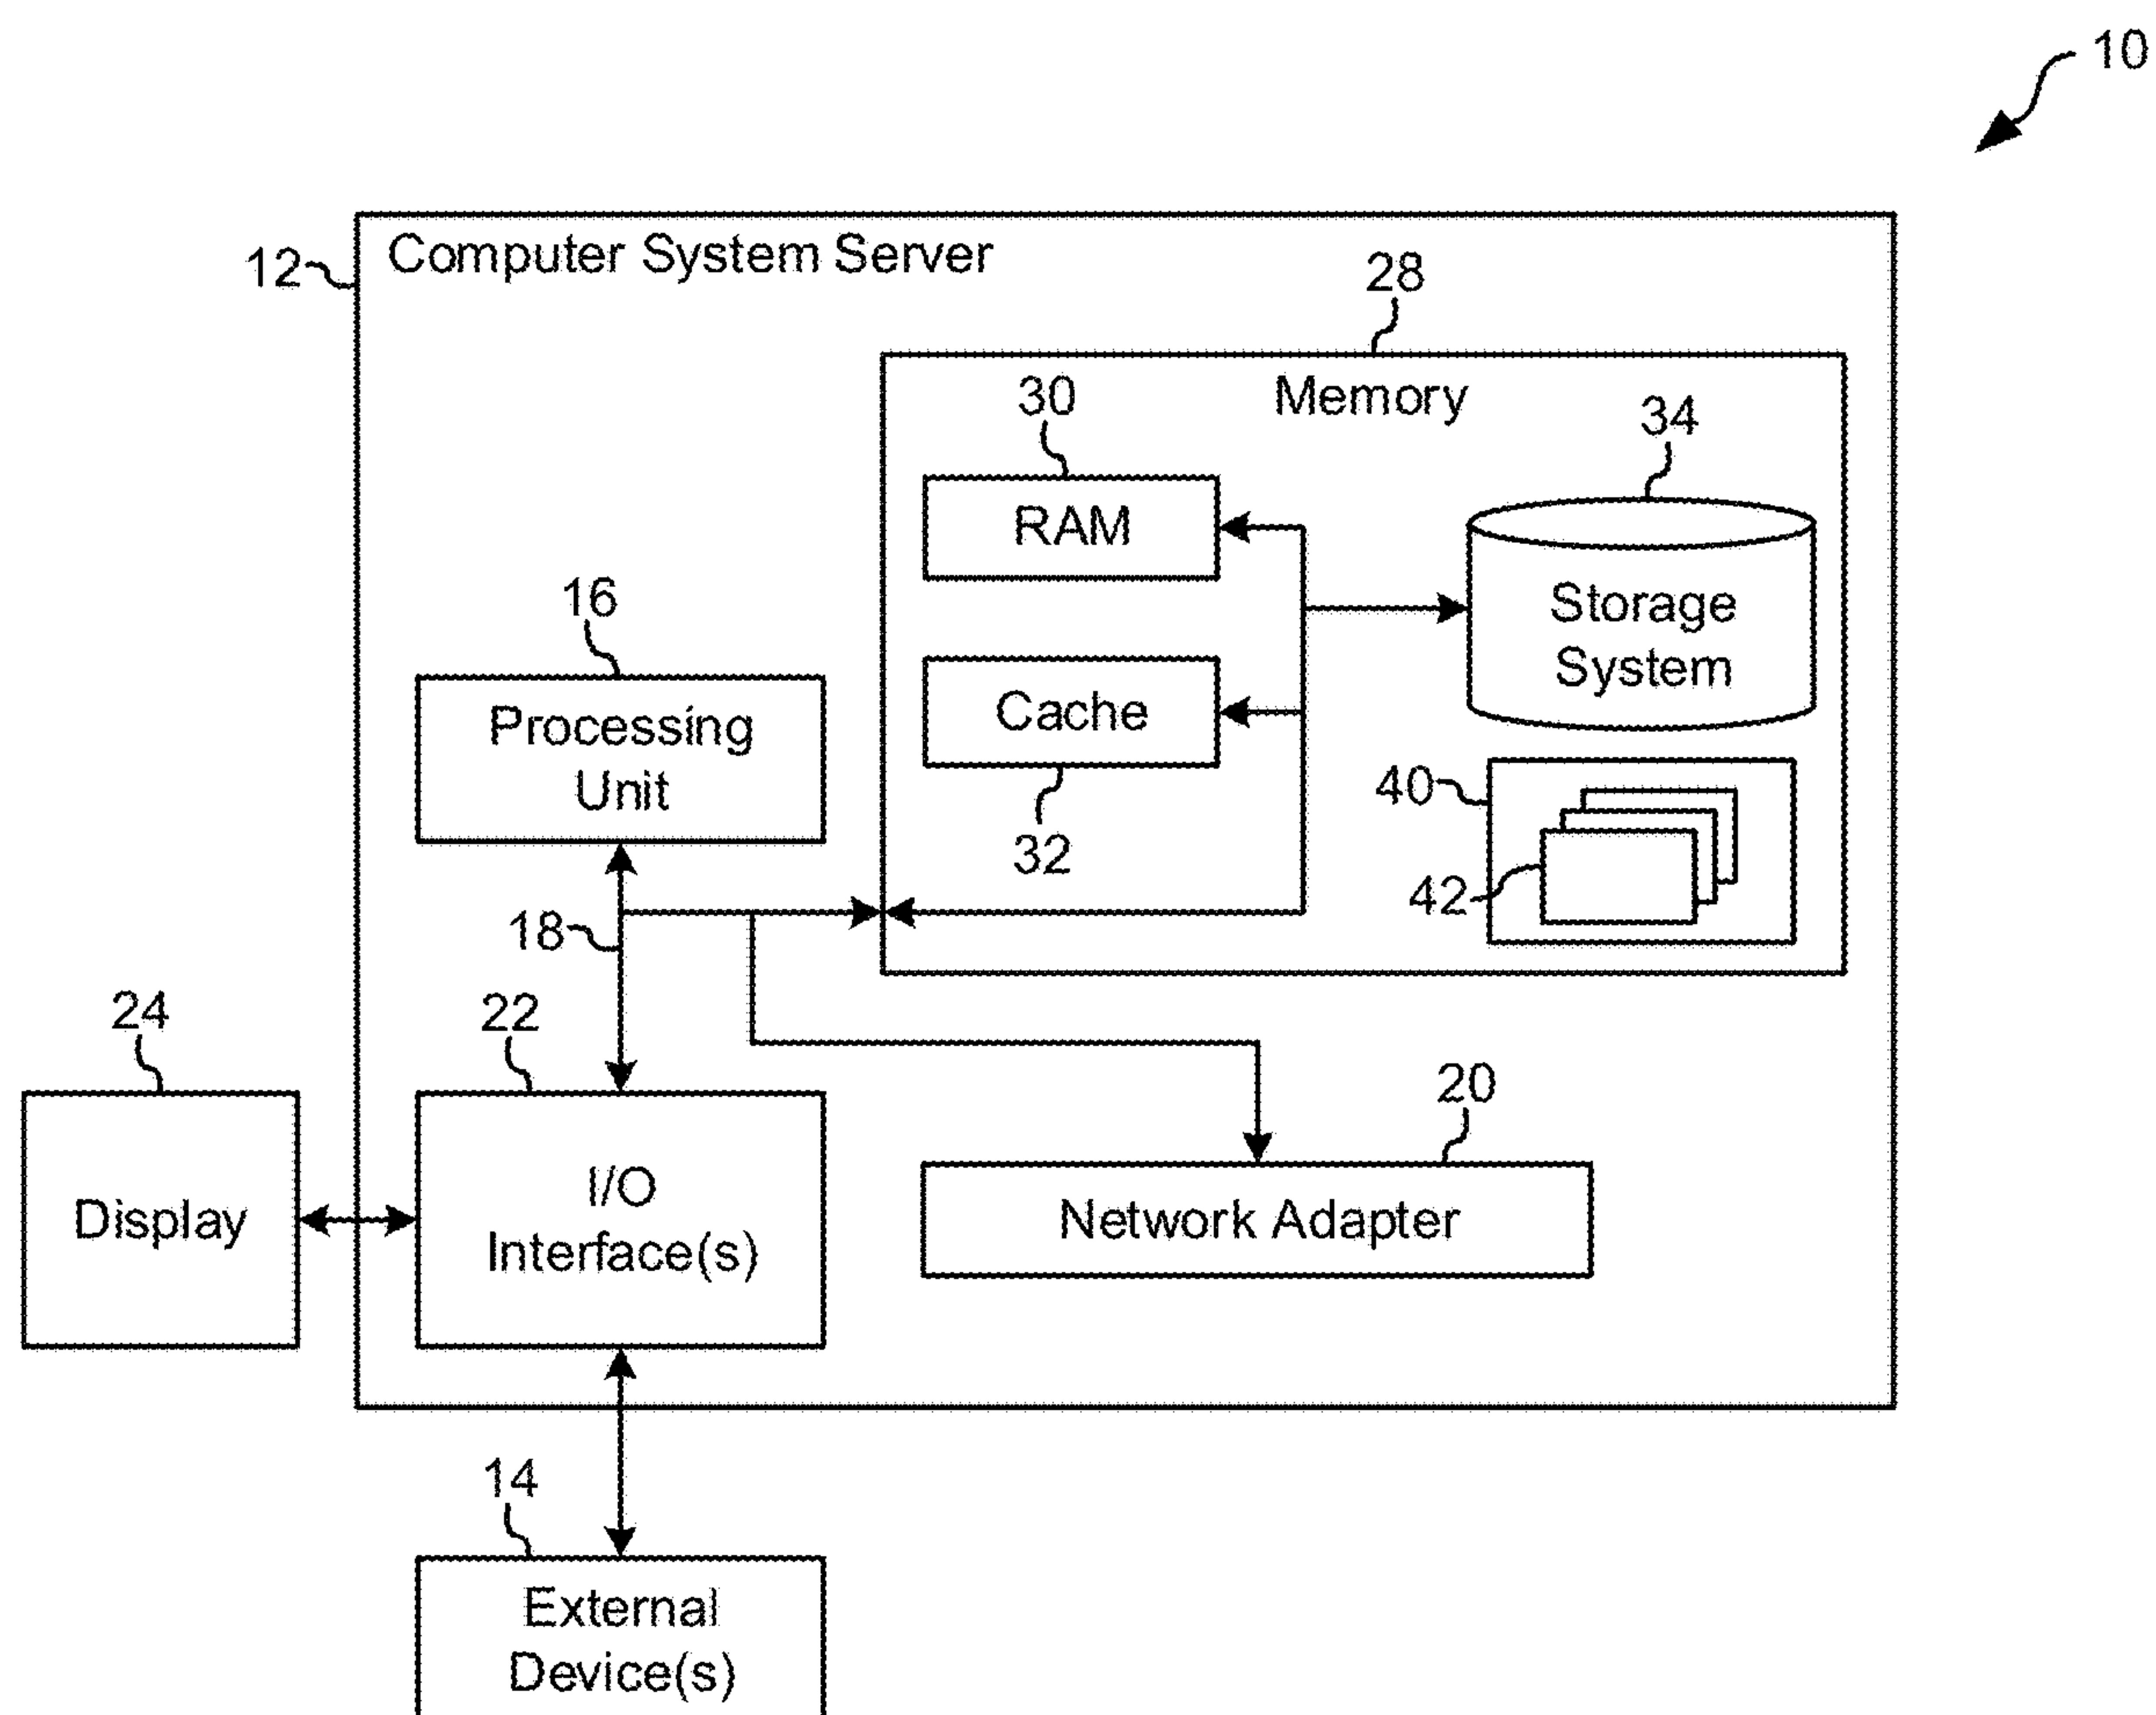 10
12
Computer System Server
28
Memory
30
RAM
34
Storage
System
16
Processing
Unit
Cache
32
40
42
18
24
Display
22
I/O
Interface(s)
20
Network Adapter
14
External
Device(s)